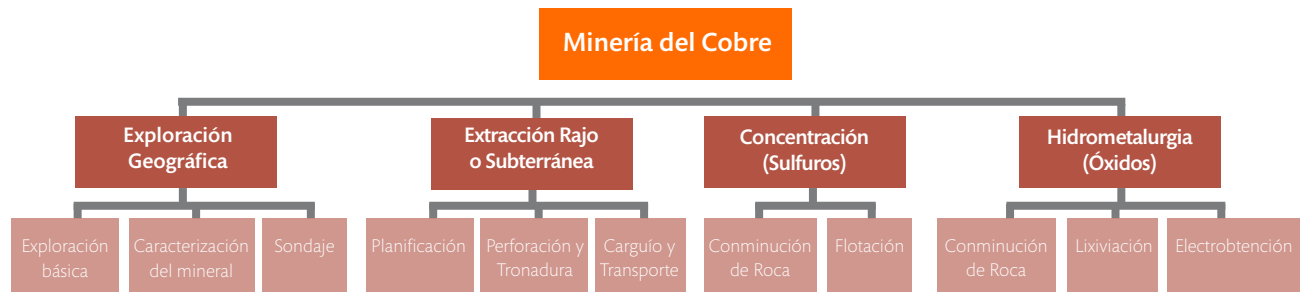 Minería del Cobre
Exploración
Geográfica
Extracción Rajo
o Subterránea
Concentración
(Sulfuros)
Hidrometalurgia
(Óxidos)
Exploración
básica
Caracterización
del mineral
Sondaje
Planificación
Perforación y
Tronadura
Carguío y
Transporte
Conminución
de Roca
Flotación
Conminución
de Roca
Lixiviación
Electrobtención